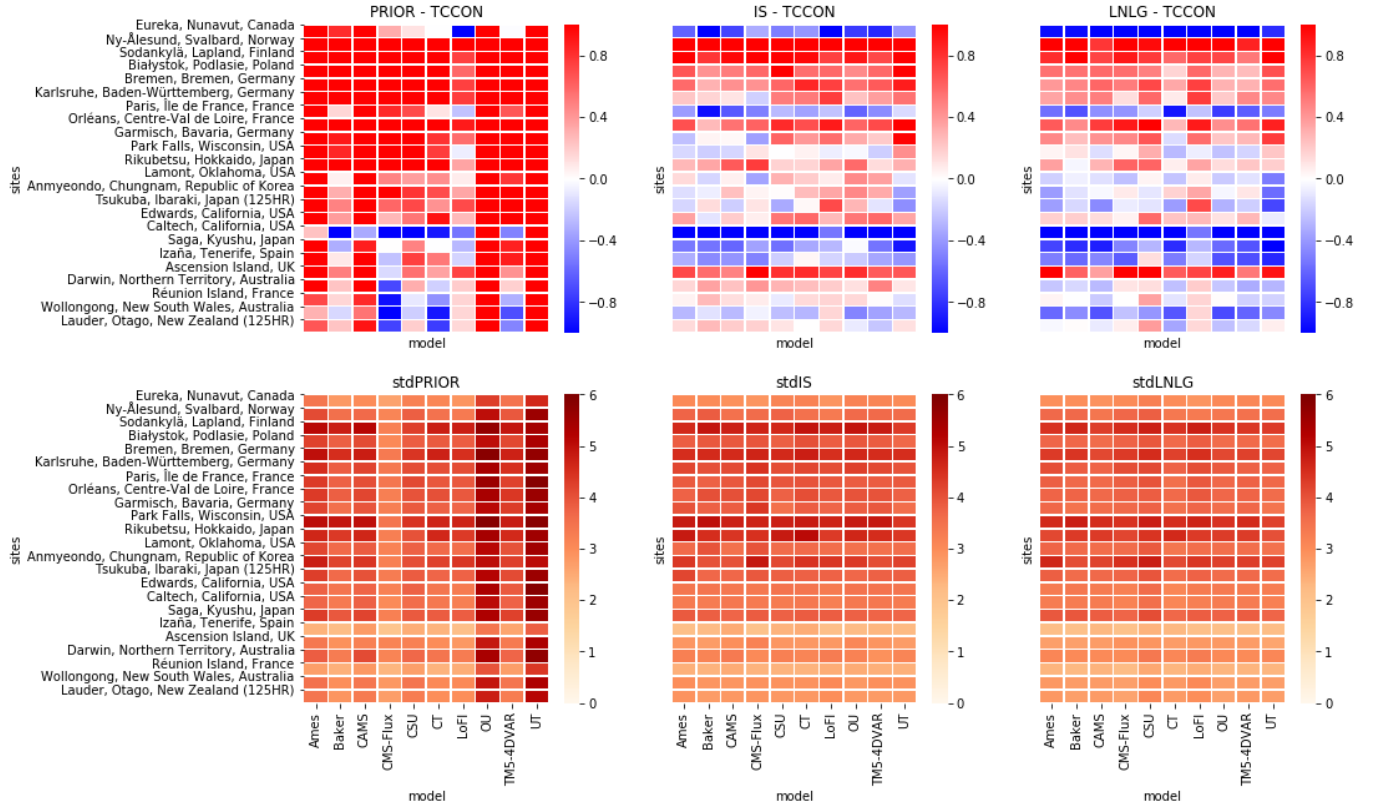 PRIOR - TCCON
IS - TCCON
LNLG - TCCON
sites
Eureka, Nunavut, Canada
Ny-Ålesund, Svalbard, Norway
Sodankylä, Lapland, Finland
Białystok, Podlasie, Poland
Bremen, Bremen, Germany
Karlsruhe, Baden-Württemberg, Germany
Paris, Île de France, France
Orléans, Centre-Val de Loire, France
Garmisch, Bavaria, Germany
Park Falls, Wisconsin, USA
Rikubetsu, Hokkaido, Japan
Lamont, Oklahoma, USA
Anmyeondo, Chungnam, Republic of Korea
Tsukuba, Ibaraki, Japan (125HR)
Edwards, California, USA
Caltech, California, USA
Saga, Kyushu, Japan
Izaña, Tenerife, Spain
Ascension Island, UK
Darwin, Northern Territory, Australia
Réunion Island, France
Wollongong, New South Wales, Australia
Lauder, Otago, New Zealand (125HR)
model
0.8
0.4
0.0
−0.4
−0.8
sites
model
0.8
0.4
0.0
−0.4
−0.8
sites
model
0.8
0.4
0.0
−0.4
−0.8
stdPRIOR
stdIS
stdLNLG
sites
Eureka, Nunavut, Canada
Ny-Ålesund, Svalbard, Norway
Sodankylä, Lapland, Finland
Białystok, Podlasie, Poland
Bremen, Bremen, Germany
Karlsruhe, Baden-Württemberg, Germany
Paris, Île de France, France
Orléans, Centre-Val de Loire, France
Garmisch, Bavaria, Germany
Park Falls, Wisconsin, USA
Rikubetsu, Hokkaido, Japan
Lamont, Oklahoma, USA
Anmyeondo, Chungnam, Republic of Korea
Tsukuba, Ibaraki, Japan (125HR)
Edwards, California, USA
Caltech, California, USA
Saga, Kyushu, Japan
Izaña, Tenerife, Spain
Ascension Island, UK
Darwin, Northern Territory, Australia
Réunion Island, France
Wollongong, New South Wales, Australia
Lauder, Otago, New Zealand (125HR)
Ames
Baker
CAMS
CMS-Flux
CSU
CT
LoFI
OU
TM5-4DVAR
UT
model
6
5
4
3
2
1
0
sites
Ames
Baker
CAMS
CMS-Flux
CSU
CT
LoFI
OU
TM5-4DVAR
UT
model
6
5
4
3
2
1
0
sites
Ames
Baker
CAMS
CMS-Flux
CSU
CT
LoFI
OU
TM5-4DVAR
UT
model
6
5
4
3
2
1
0